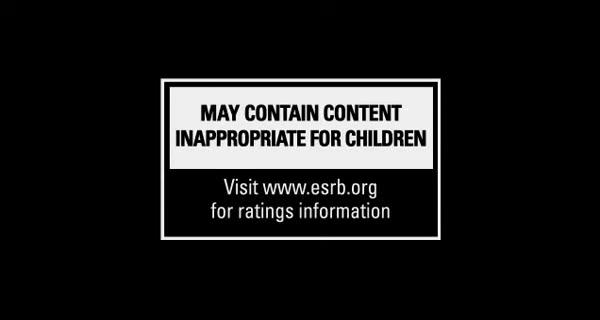 MAY CONTAIN CONTENT
INAPPROPRIATE FOR CHILDREN
Visit www.esrb.org
for ratings information